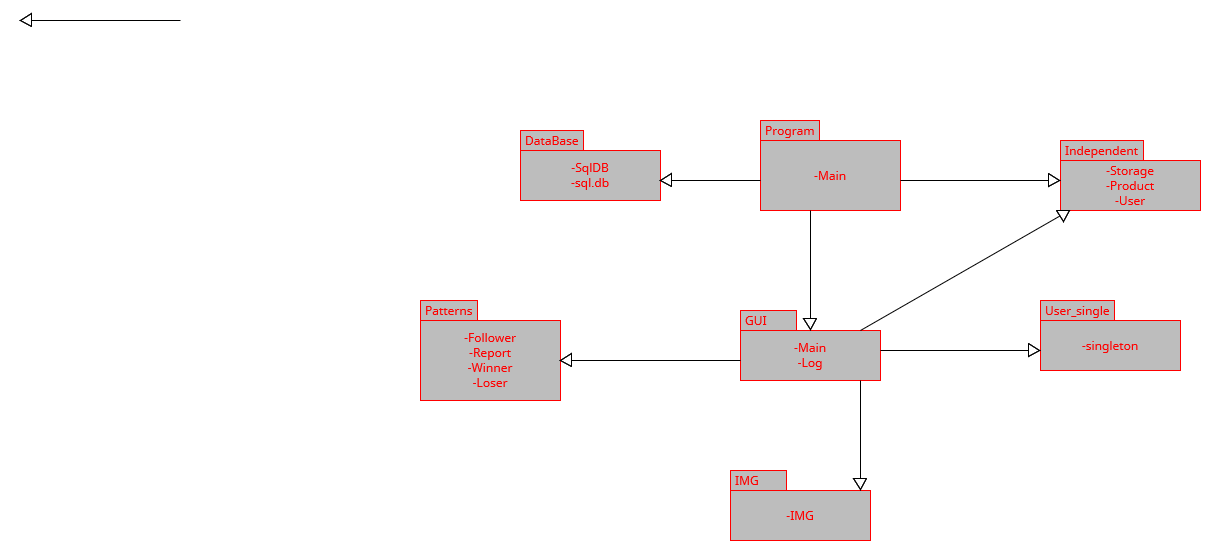 Program
-Main
DataBase
-SqlDB
-sql.db
Independent
-Storage
-Product
-User
Patterns
-Follower
-Report
-Winner
-Loser
GUI
-Main
-Log
User_single
-singleton
IMG
-IMG